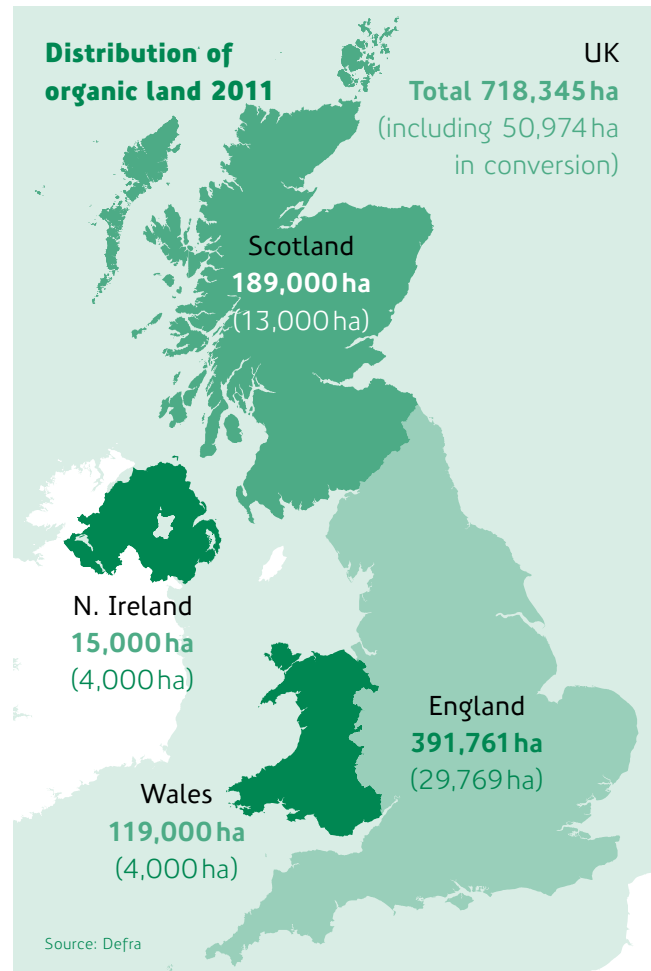 Distribution of
organic land 2011
UK
Total 718,345 ha
(including 50,974 ha
in conversion)
Scotland
189,000 ha
(13,000 ha)
N. Ireland
15,000 ha
(4,000 ha)
England
391,761 ha
(29,769 ha)
Wales
119,000 ha
(4,000 ha)
Source: Defra